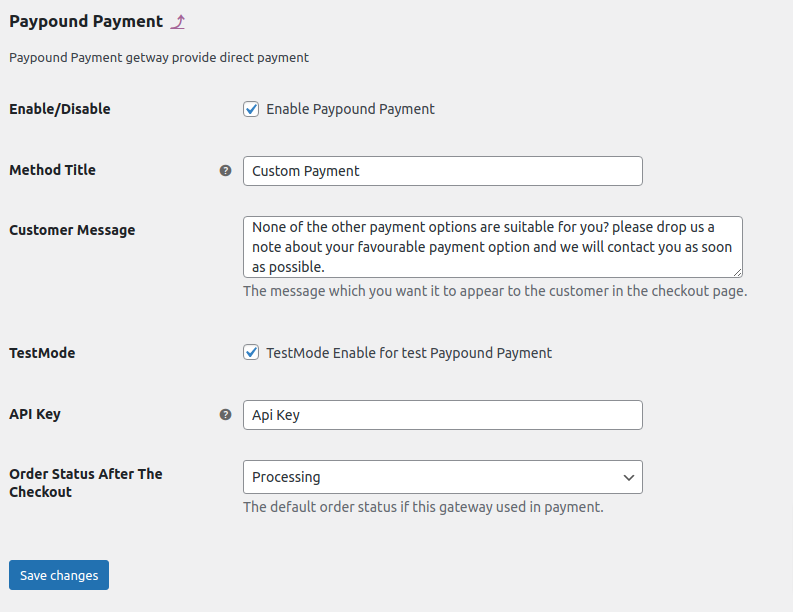 Paypound Payment
Paypound Payment getway provide direct payment
Enable/Disable
Enable Paypound Payment
Method Title
Custom Payment
Customer Message
None of the other payment options are suitable for you? please drop us a
note about your favourable payment option and we will contact you as soon
as possible.
The message which you want it to appear to the customer in the checkout page.
TestMode
TestMode Enable for test Paypound Payment
API Key
Api Key
Order Status After The
Checkout
Processing
The default order status if this gateway used in payment.
Save changes